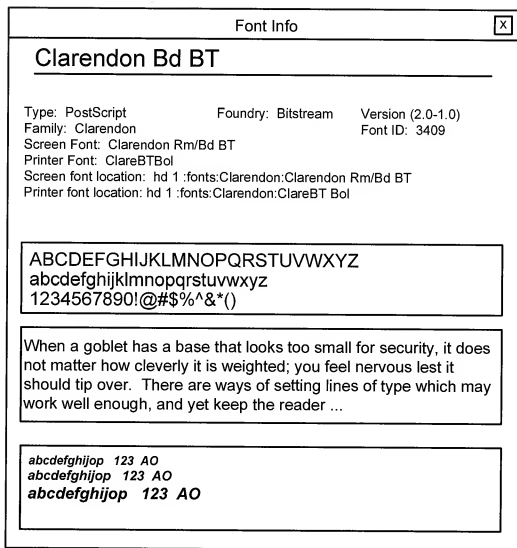 Font Info
X
Clarendon Bd BT
Type: PostScript Foundry: Bitstream Version (2.0-1.0)
Family: Clarendon Font ID: 3409
Screen Font: Clarendon Rm/Bd BT
Printer Font: ClareBTBol
Screen font location: hd 1 :fonts:Clarendon:Clarendon Rm/Bd BT
Printer font location: hd 1 :fonts:Clarendon:ClareBT Bol
ABCDEFGHIJKLMNOPQRSTUVWXYZ
abcdefghijklmnopqrstuvwxyz
1234567890!@#$%^&*()
When a goblet has a base that looks too small for security, it does
not matter how cleverly it is weighted; you feel nervous lest it
should tip over. There are ways of setting lines of type which may
work well enough, and yet keep the reader ...
abcdefghijop 123 AO
abcdefghijop 123 AO
abcdefghijop 123 AO